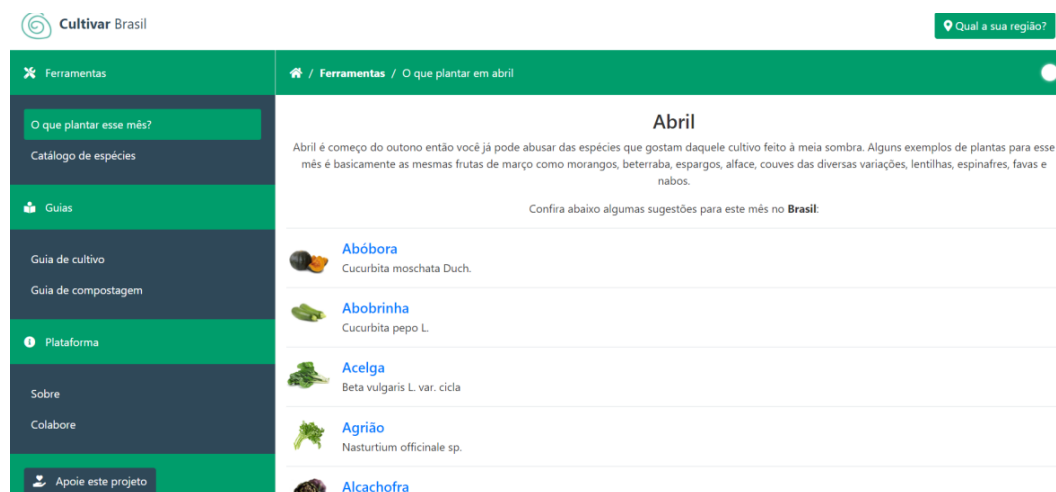 Cultivar Brasil
Qual a sua região?
Ferramentas
O que plantar esse mês?
Catálogo de espécies
Guias
Guia de cultivo
Guia de compostagem
Plataforma
Sobre
Colabore
Apoie este projeto
/ Ferramentas / O que plantar em abril
Abril
Abril é começo do outono então você já pode abusar das espécies que gostam daquele cultivo feito à meia sombra. Alguns exemplos de plantas para esse
mês é basicamente as mesmas frutas de março como morangos, beterraba, espargos, alface, couves das diversas variações, lentilhas, espinafres, favas e
nabos.
Confira abaixo algumas sugestões para este mês no Brasil:
Abóbora
Cucurbita moschata Duch.
Abobrinha
Cucurbita pepo L.
Acelga
Beta vulgaris L. var. cicla
Agrião
Nasturtium officinale sp.
Alcachofra